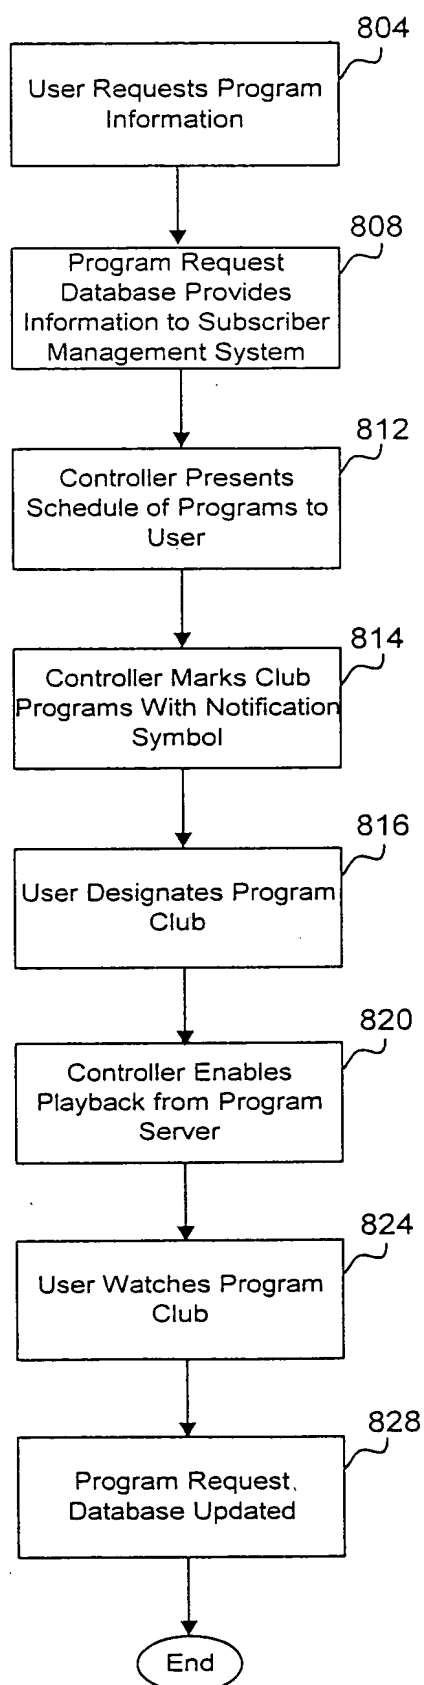 804
User Requests Program
Information
808
Program Request
Database Provides
Information to Subscriber
Management System
812
Controller Presents
Schedule of Programs to
User
814
Controller Marks Club
Programs With Notification
Symbol
816
User Designates Program
Club
820
Controller Enables
Playback from Program
Server
824
User Watches Program
Club
828
Program Request
Database Updated
End